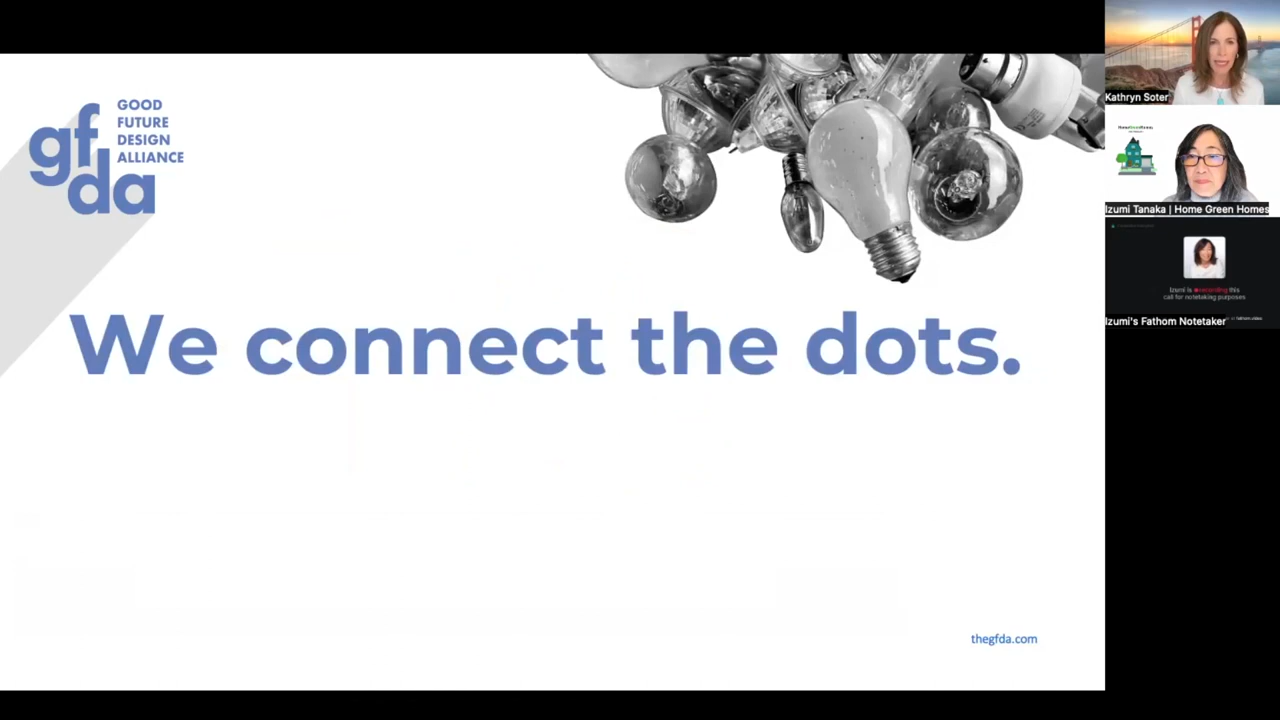 gf
da
GOOD
FUTURE
DESIGN
ALLIANCE
We connect the dots.
thegfda.com
Kathryn Soter
Izumi Tanaka | Home Green Homes
Izumi is recording this
call for notetaking purposes
Izumi's Fathom Notetaker